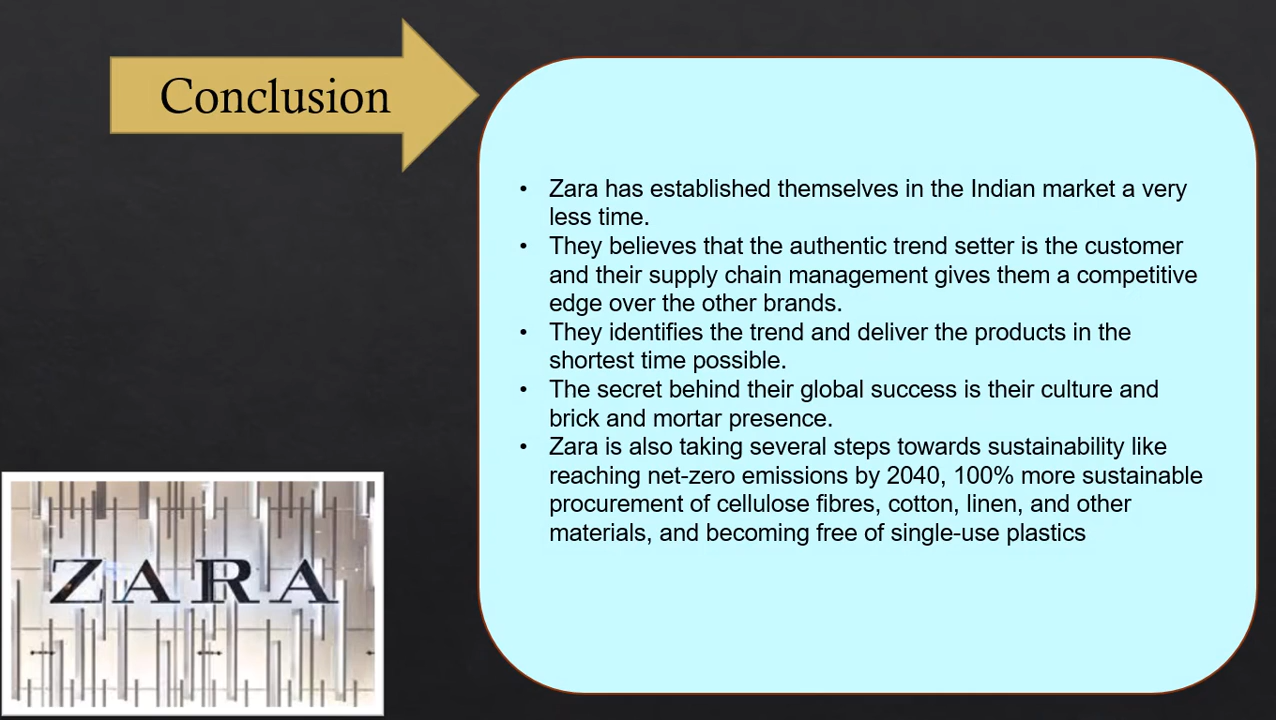 Conclusion
• Zara has established themselves in the Indian market a very
less time.
• They believes that the authentic trend setter is the customer
and their supply chain management gives them a competitive
edge over the other brands.
• They identifies the trend and deliver the products in the
shortest time possible.
• The secret behind their global success is their culture and
brick and mortar presence.
• Zara is also taking several steps towards sustainability like
reaching net-zero emissions by 2040, 100% more sustainable
procurement of cellulose fibres, cotton, linen, and other
materials, and becoming free of single-use plastics
ZARA